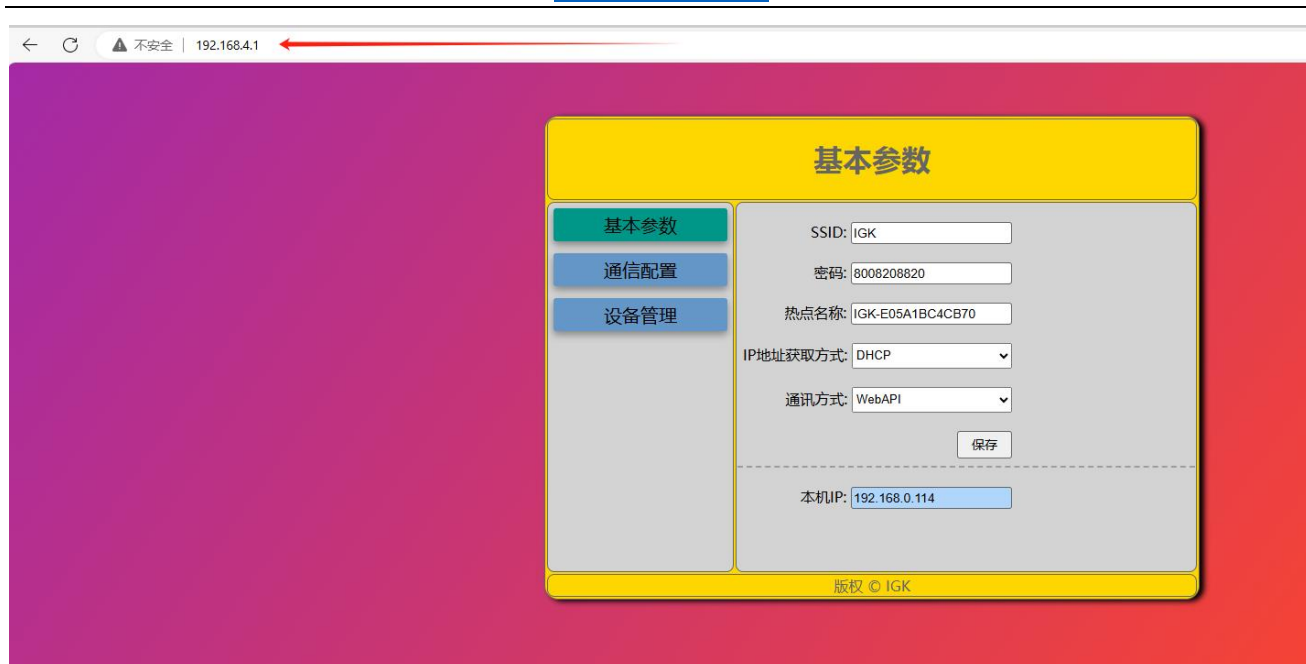 不安全 | 192.168.4.1
基本参数
基本参数
通信配置
设备管理
SSID: IGK
密码: 8008208820
热点名称: IGK-E05A1BC4CB70
IP地址获取方式: DHCP
通讯方式: WebAPI
保存
本机IP: 192.168.0.114
版权 © IGK